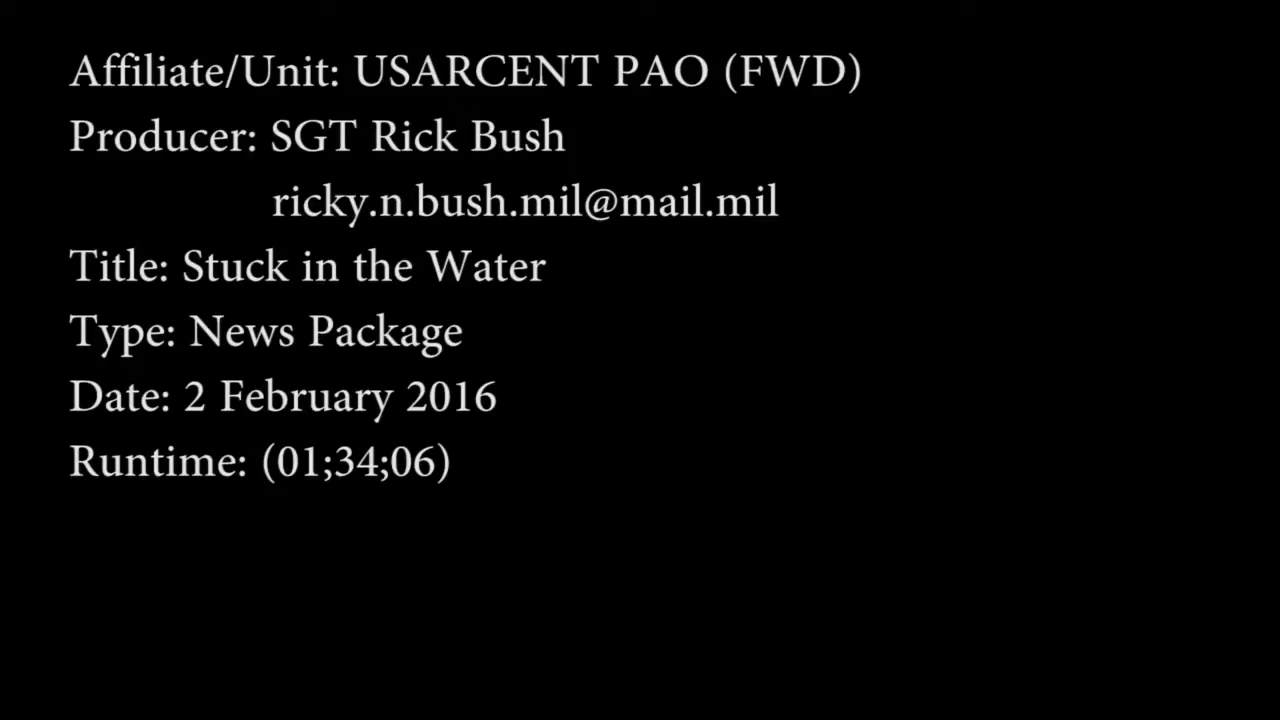 Affiliate/Unit: USARCENT PAO (FWD)
Producer: SGT Rick Bush
ricky.n.bush.mil@mail.mil
Title: Stuck in the Water
Type: News Package
Date: 2 February 2016
Runtime: (01;34;06)